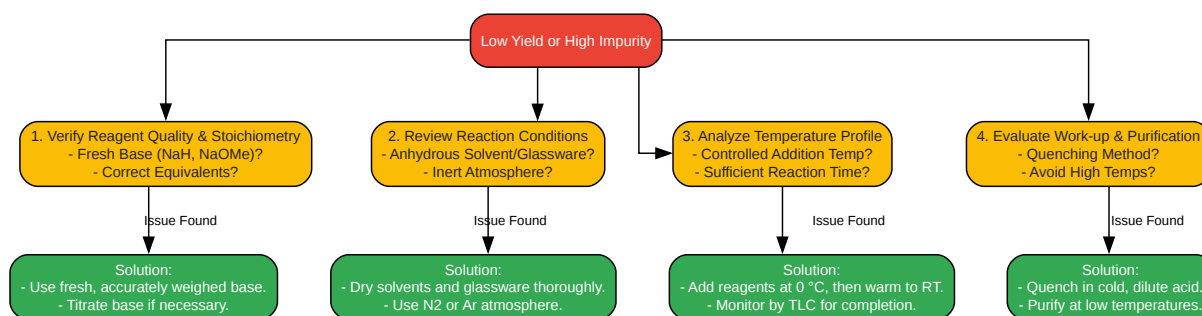 Low Yield or High Impurity
1. Verify Reagent Quality & Stoichiometry
- Fresh Base (NaH, NaOMe)?
- Correct Equivalents?
2. Review Reaction Conditions
- Anhydrous Solvent/Glassware?
- Inert Atmosphere?
3. Analyze Temperature Profile
- Controlled Addition Temp?
- Sufficient Reaction Time?
4. Evaluate Work-up & Purification
- Quenching Method?
- Avoid High Temps?
Issue Found
Issue Found
Issue Found
Issue Found
Solution:
- Use fresh, accurately weighed base.
- Titrate base if necessary.
Solution:
- Dry solvents and glassware thoroughly.
- Use N2 or Ar atmosphere.
Solution:
- Add reagents at 0 °C, then warm to RT.
- Monitor by TLC for completion.
Solution:
- Quench in cold, dilute acid.
- Purify at low temperatures.